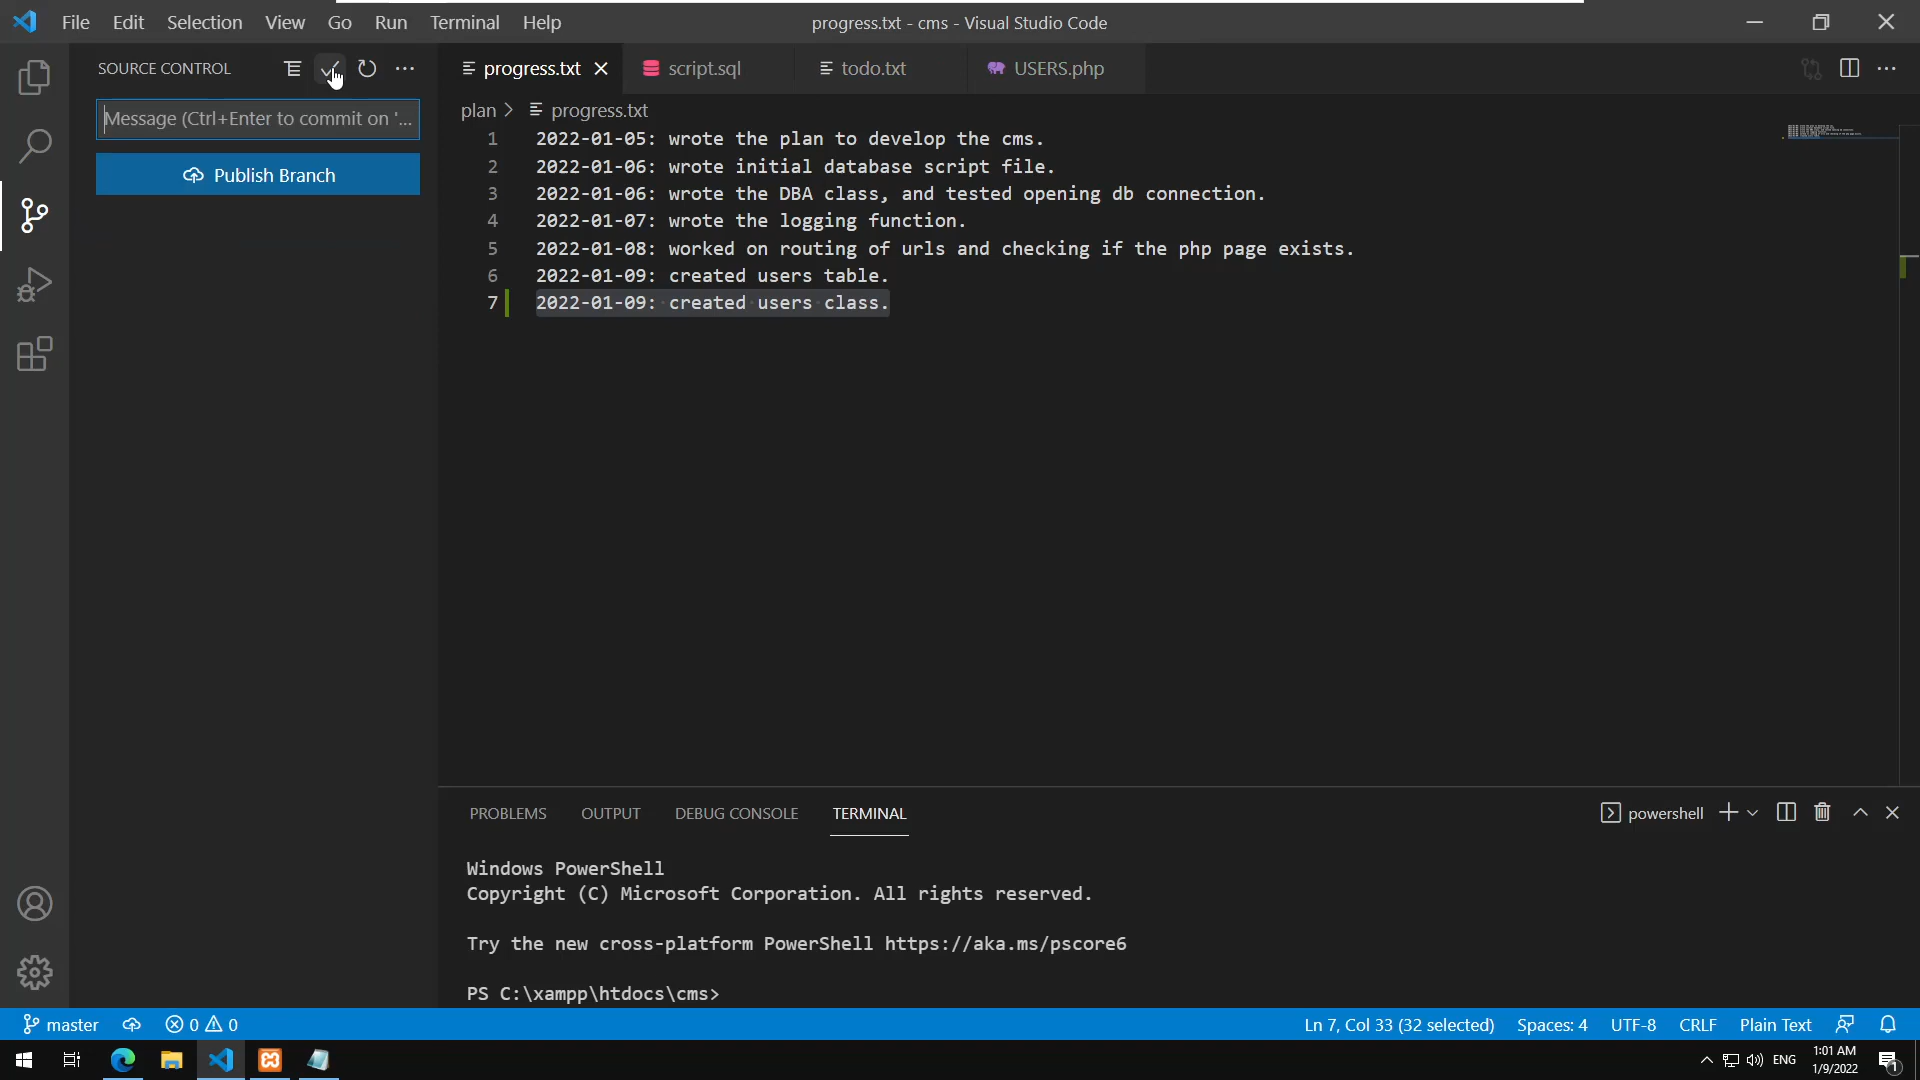 File Edit Selection View Go Run Terminal Help
progress.txt - cms - Visual Studio Code
SOURCE CONTROL
Message (Ctrl+Enter to commit on '...
Publish Branch
progress.txt script.sql todo.txt USERS.php
plan > progress.txt
1 2022-01-05: wrote the plan to develop the cms.
2 2022-01-06: wrote initial database script file.
3 2022-01-06: wrote the DBA class, and tested opening db connection.
4 2022-01-07: wrote the logging function.
5 2022-01-08: worked on routing of urls and checking if the php page exists.
6 2022-01-09: created users table.
7 2022-01-09: created users class.
PROBLEMS OUTPUT DEBUG CONSOLE TERMINAL
powershell
Windows PowerShell
Copyright (C) Microsoft Corporation. All rights reserved.
Try the new cross-platform PowerShell https://aka.ms/pscore6
PS C:\xampp\htdocs\cms>
master 0 0
Ln 7, Col 33 (32 selected) Spaces: 4 UTF-8 CRLF Plain Text
ENG
1:01 AM
1/9/2022
1